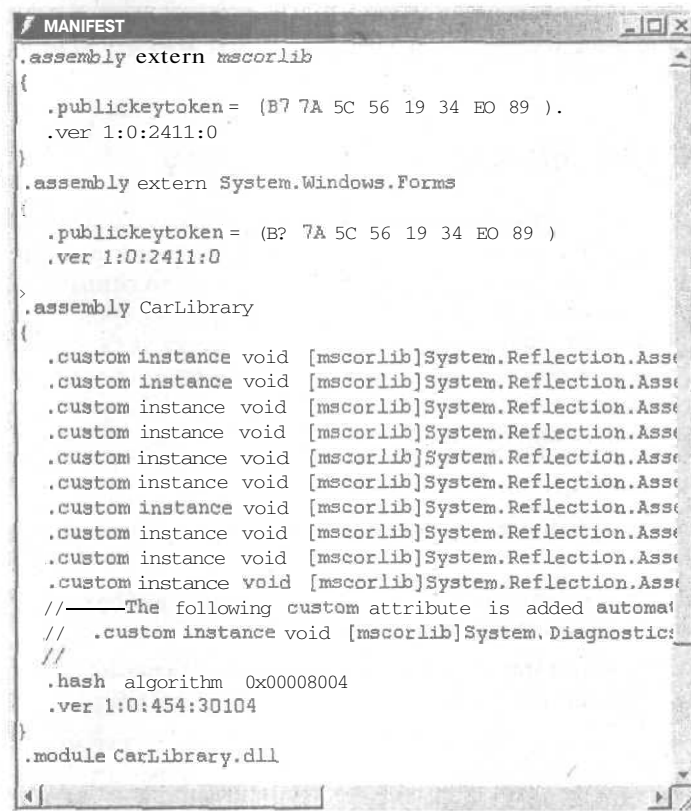 MANIFEST
.assembly extern mscorlib
{
.publickeytoken = (B7 7A 5C 56 19 34 EO 89 ).
.ver 1:0:2411:0
}
.assembly extern System.Windows.Forms
{
.publickeytoken = (B? 7A 5C 56 19 34 EO 89 )
.ver 1:0:2411:0
>
.assembly CarLibrary
{
.custom instance void [mscorlib]System.Reflection.Asse
.custom instance void [mscorlib]System.Reflection.Asse
.custom instance void [mscorlib]System.Reflection.Asse
.custom instance void [mscorlib]System.Reflection.Asse
.custom instance void [mscorlib]System.Reflection.Asse
.custom instance void [mscorlib]System.Reflection.Asse
.custom instance void [mscorlib]System.Reflection.Asse
.custom instance void [mscorlib]System.Reflection.Asse
.custom instance void [mscorlib]System.Reflection.Asse
.custom instance void [mscorlib]System.Reflection.Asse
//———The following custom attribute is added automat
// .custom instance void [mscorlib]System.Diagnostics
//
.hash algorithm 0x00008004
.ver 1:0:454:30104
}
.module CarLibrary.dll